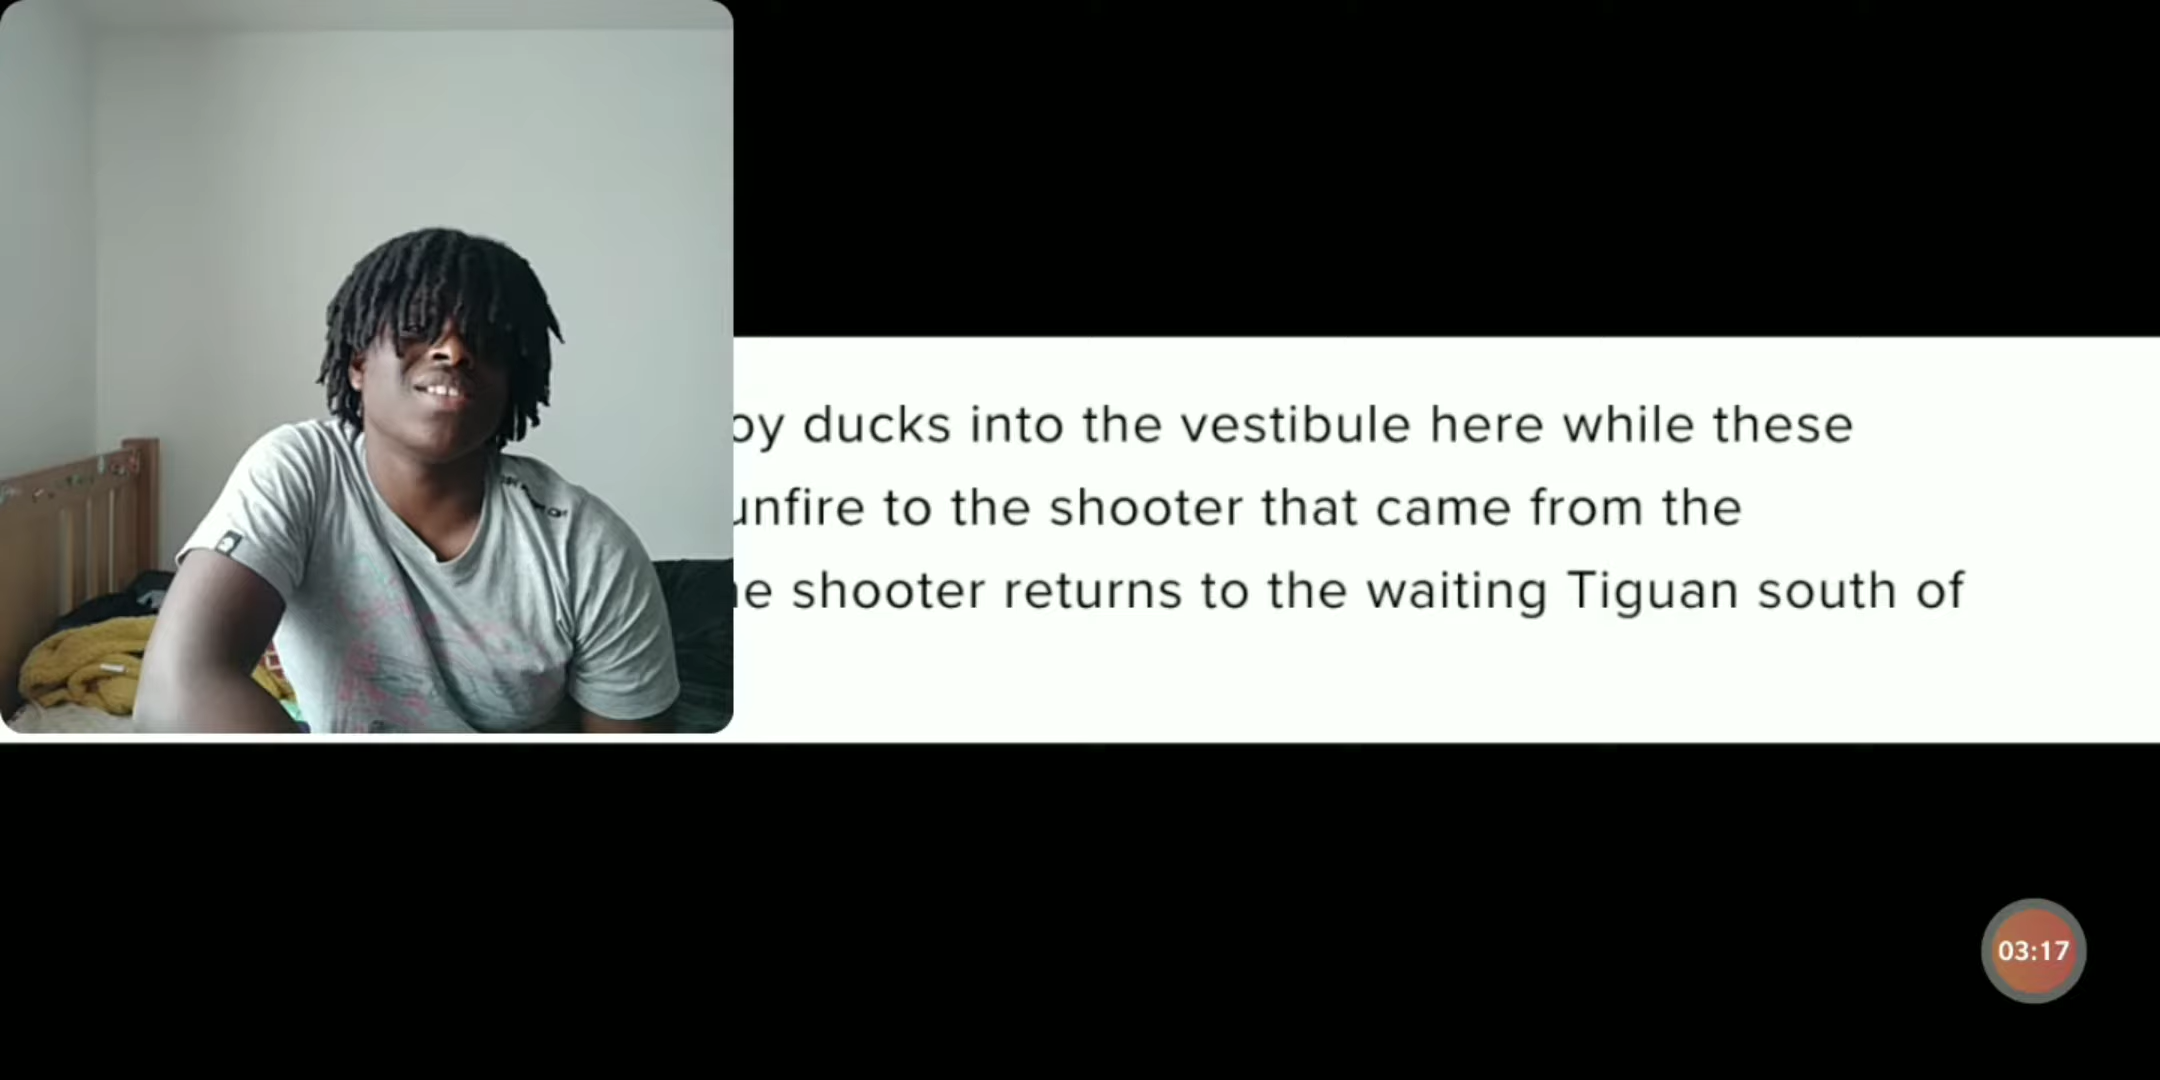 ducks into the vestibule here while these
to the shooter that came from the
shooter returns to the waiting Tiguan south of
03:17